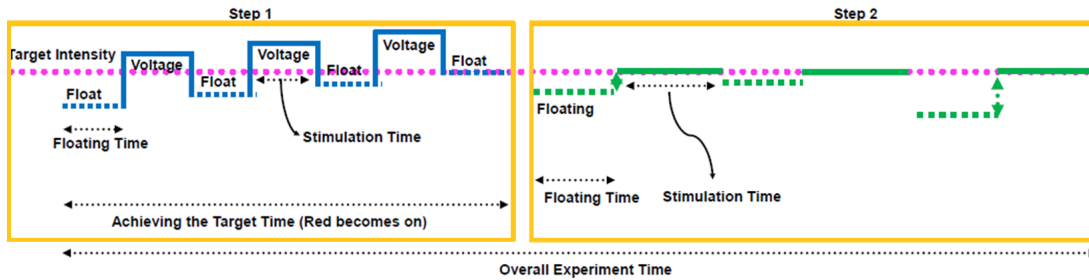 Step 1
Step 2
Target Intensity
Voltage
Voltage
Voltage
Float
Float
Float
Float
Floating
Floating Time
Stimulation Time
Floating Time
Stimulation Time
Achieving the Target Time (Red becomes on)
Overall Experiment Time